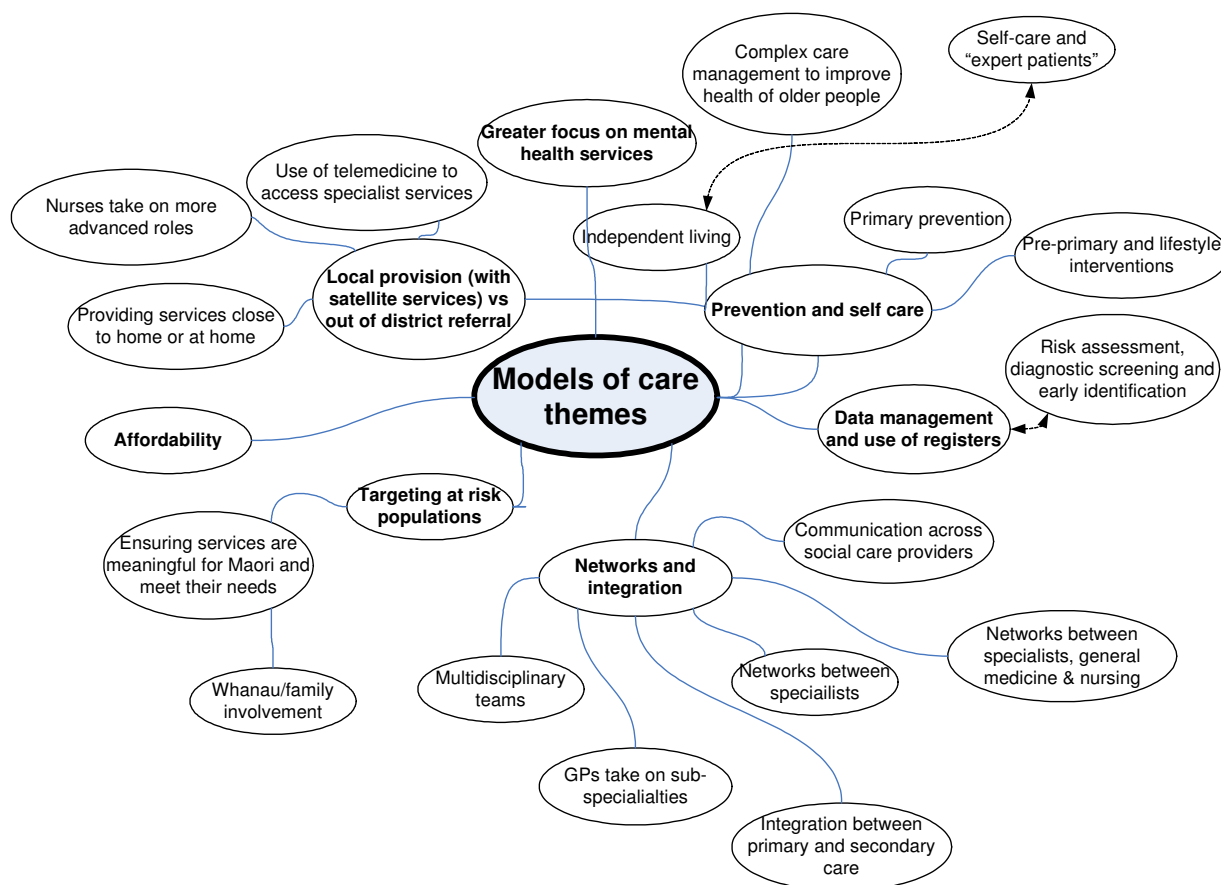 Complex care
management to improve
health of older people
Self-care and
“expert patients”
Greater focus on mental
health services
Use of telemedicine to
access specialist services
Nurses take on more
advanced roles
Independent living
Primary prevention
Pre-primary and lifestyle
interventions
Local provision (with
satellite services) vs
out of district referral
Prevention and self care
Providing services close
to home or at home
Risk assessment,
diagnostic screening and
early identification
Models of care
themes
Data management
and use of registers
Affordability
Targeting at risk
populations
Communication across
social care providers
Ensuring services are
meaningful for Maori and
meet their needs
Networks and
integration
Networks between
specialists, general
medicine & nursing
Multidisciplinary
teams
Networks between
speciailists
Whanau/family
involvement
GPs take on sub-
specialialties
Integration between
primary and secondary
care